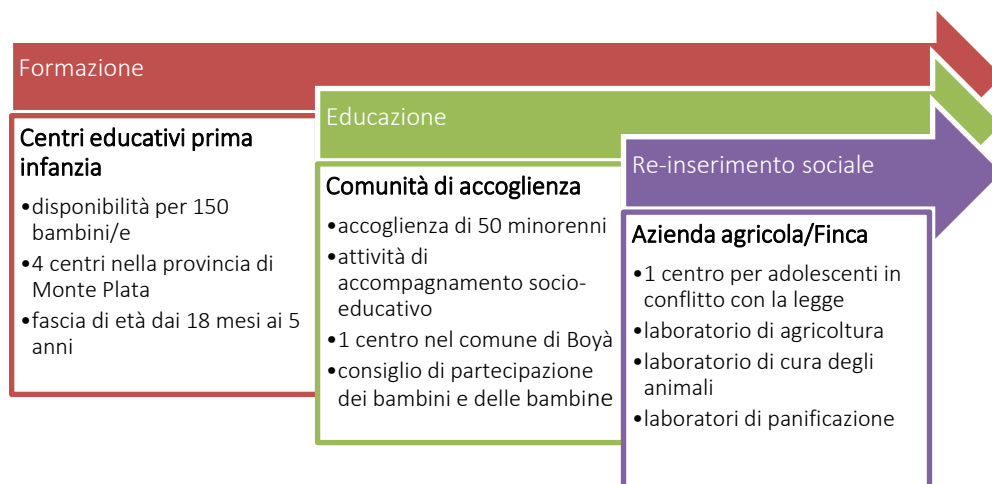 Formazione
Centri educativi prima
infanzia
•disponibilità per 150
bambini/e
•4 centri nella provincia di
Monte Plata
•fascia di età dai 18 mesi ai 5
anni
Educazione
Comunità di accoglienza
•accoglienza di 50 minorenni
•attività di
accompagnamento socio-
educativo
•1 centro nel comune di Boyà
•consiglio di partecipazione
dei bambini e delle bambine
Re-inserimento sociale
Azienda agricola/Finca
•1 centro per adolescenti in
conflitto con la legge
•laboratorio di agricoltura
•laboratorio di cura degli
animali
•laboratori di panificazione